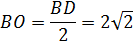 BO = BD/2 = 2√2